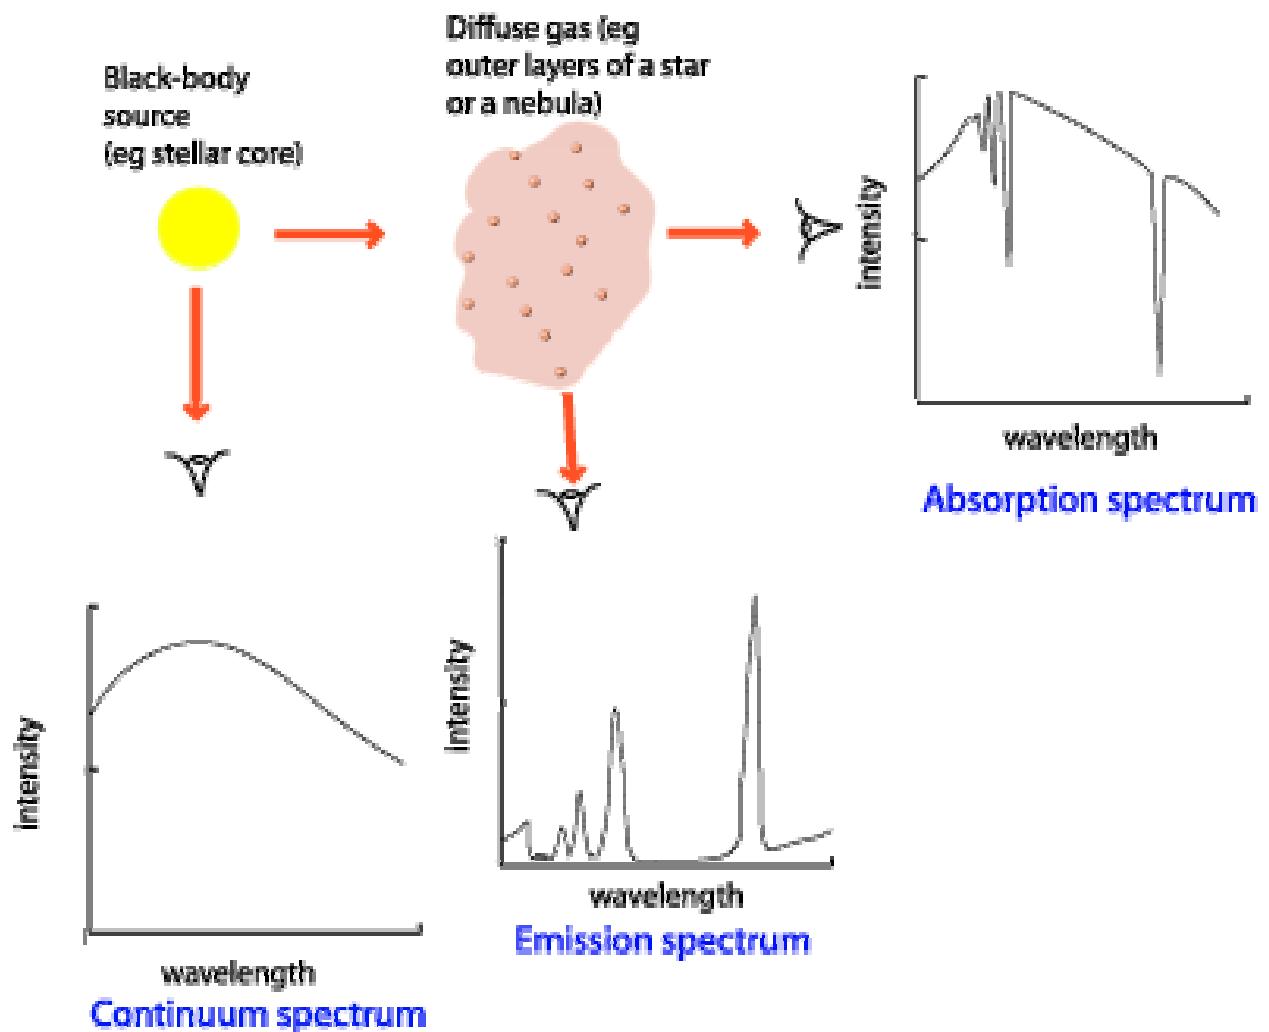 Black-body
source
(eg stellar core)
Diffuse gas (eg
outer layers of a star
or a nebula)
intensity
wavelength
Absorption spectrum
intensity
wavelength
Emission spectrum
intensity
wavelength
Continuum spectrum